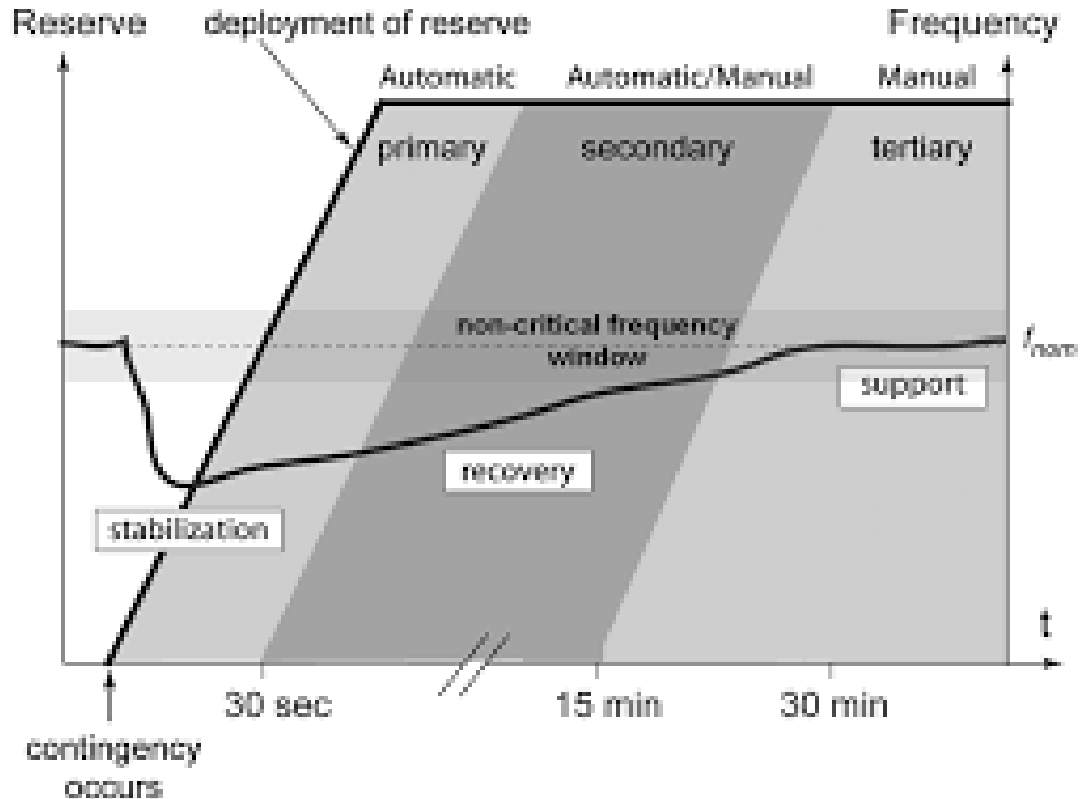 Reserve
deployment of reserve
Frequency
Automatic
Automatic/Manual
Manual
primary
secondary
tertiary
non-critical frequency
window
f_nom
support
recovery
stabilization
t
30 sec
15 min
30 min
contingency
occurs